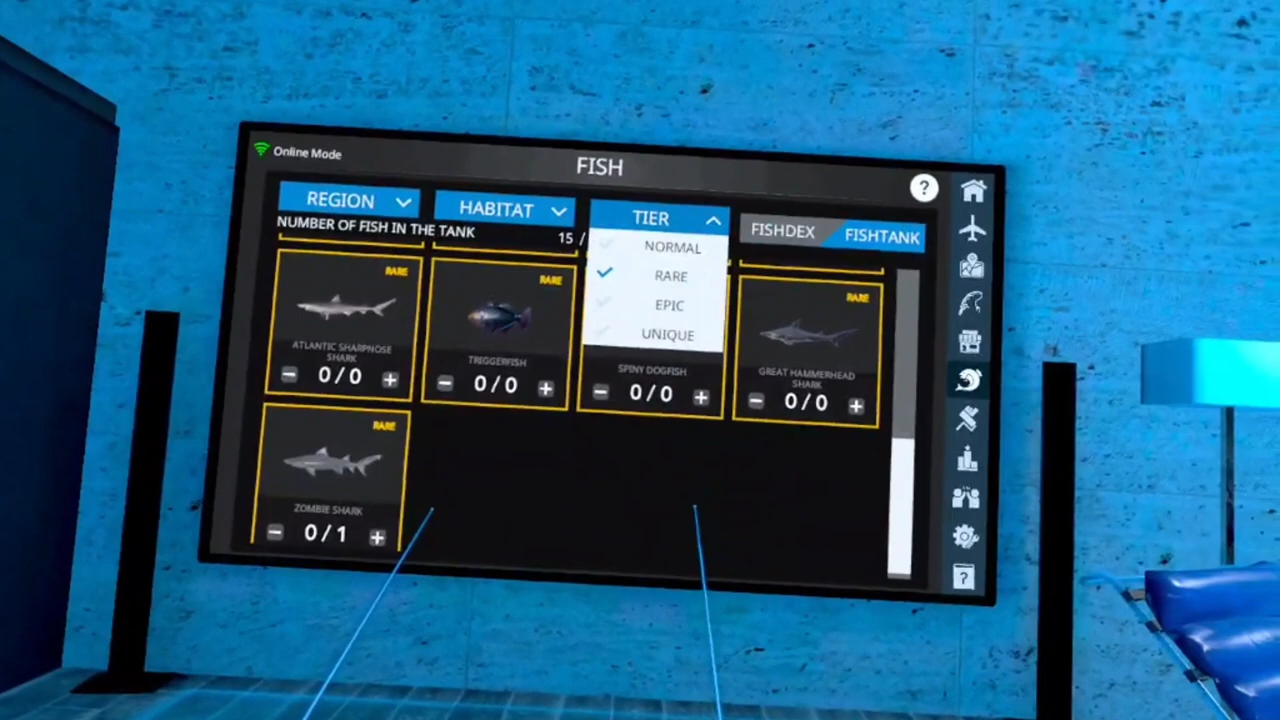 Online Mode
FISH
?
REGION
HABITAT
TIER
FISHDEX
FISHTANK
NUMBER OF FISH IN THE TANK
15 /
NORMAL
RARE
EPIC
UNIQUE
RARE
ATLANTIC SHARPNOSE
SHARK
0/0
RARE
TREGGERFISH
0/0
SPINY DOGFISH
0/0
RARE
GREAT HAMMERHEAD
SHARK
0/0
RARE
ZOMBIE SHARK
0/1
?